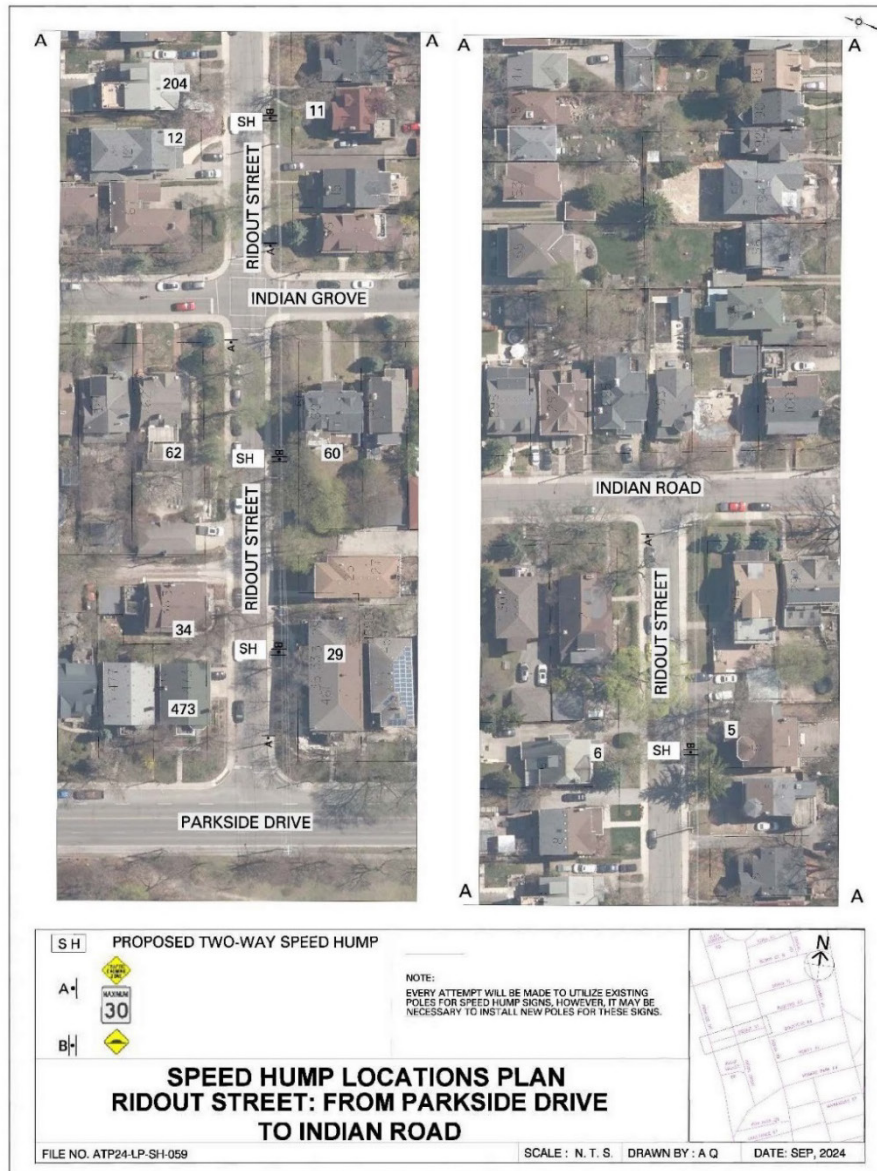 A
A
A
A
204
11
SH
B
12
RIDOUT STREET
A
INDIAN GROVE
A
62
SH
B
60
RIDOUT STREET
34
SH
B
29
473
A
PARKSIDE DRIVE
INDIAN ROAD
A
RIDOUT STREET
6
SH
B
5
A
A
SH PROPOSED TWO-WAY SPEED HUMP
A
MAXIMUM
30
B
NOTE:
EVERY ATTEMPT WILL BE MADE TO UTILIZE EXISTING
POLES FOR SPEED HUMP SIGNS, HOWEVER, IT MAY BE
NECESSARY TO INSTALL NEW POLES FOR THESE SIGNS.
N
SPEED HUMP LOCATIONS PLAN
RIDOUT STREET: FROM PARKSIDE DRIVE
TO INDIAN ROAD
FILE NO. ATP24-LP-SH-059
SCALE : N. T. S.
DRAWN BY : A Q
DATE: SEP, 2024